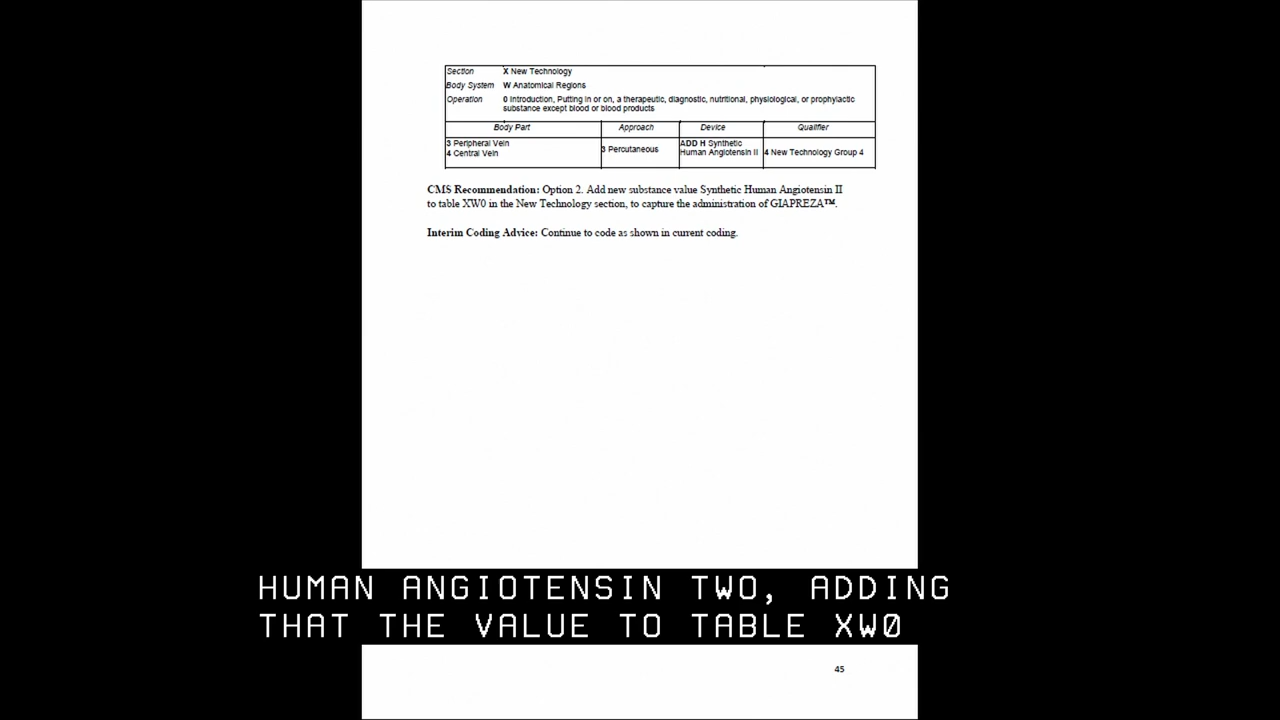 Section X New Technology
Body System W Anatomical Regions
Operation 0 Introduction, Putting in or on, a therapeutic, diagnostic, nutritional, physiological, or prophylactic
substance except blood or blood products
Body Part Approach Device Qualifier
3 Peripheral Vein
4 Central Vein
3 Percutaneous
ADD H Synthetic
Human Angiotensin II
4 New Technology Group 4
CMS Recommendation: Option 2. Add new substance value Synthetic Human Angiotensin II
to table XW0 in the New Technology section, to capture the administration of GIAPREZA™.
Interim Coding Advice: Continue to code as shown in current coding.
HUMAN ANGIOTENSIN TWO, ADDING
THAT THE VALUE TO TABLE XW0
45